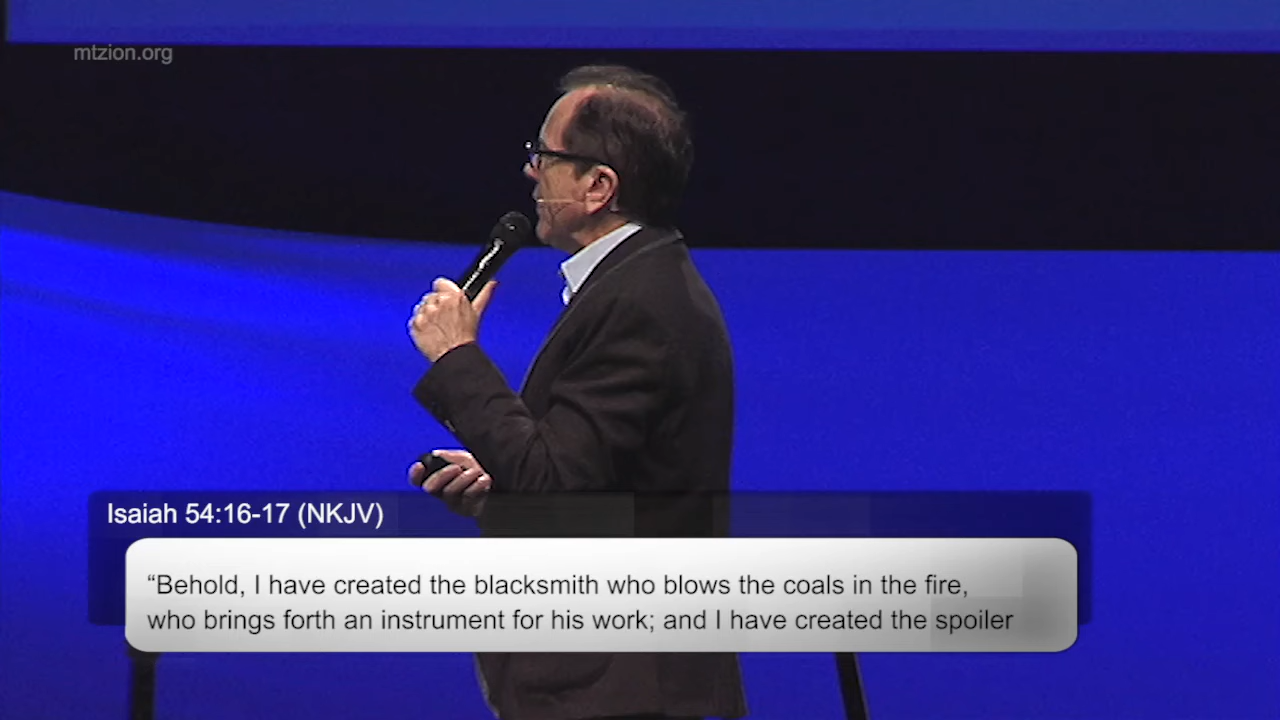 mtzion.org
Isaiah 54:16-17 (NKJV)
“Behold, I have created the blacksmith who blows the coals in the fire,
who brings forth an instrument for his work; and I have created the spoiler